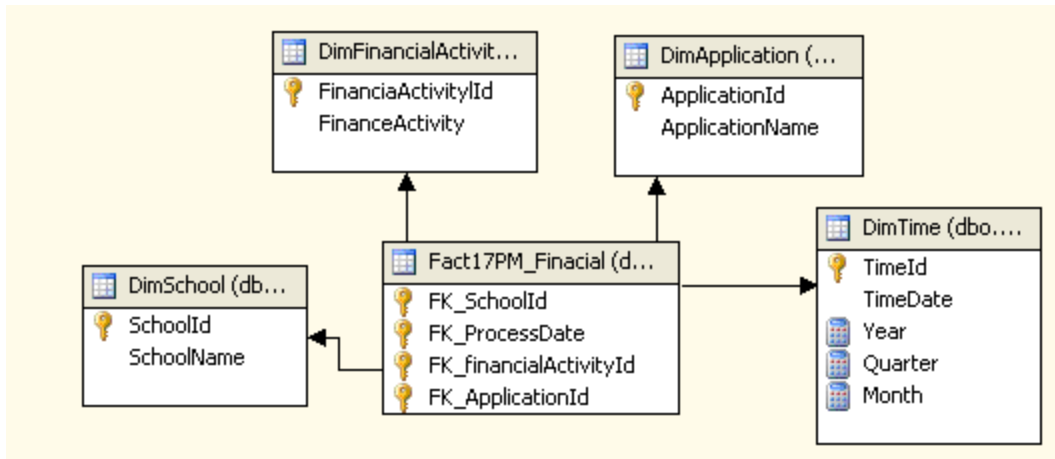 DimFinancialActivit...
FinanciaActivitylId
FinanceActivity
DimApplication (...
ApplicationId
ApplicationName
DimSchool (db...
SchoolId
SchoolName
Fact17PM_Finacial (d...
FK_SchoolId
FK_ProcessDate
FK_financialActivityId
FK_ApplicationId
DimTime (dbo....
TimeId
TimeDate
Year
Quarter
Month